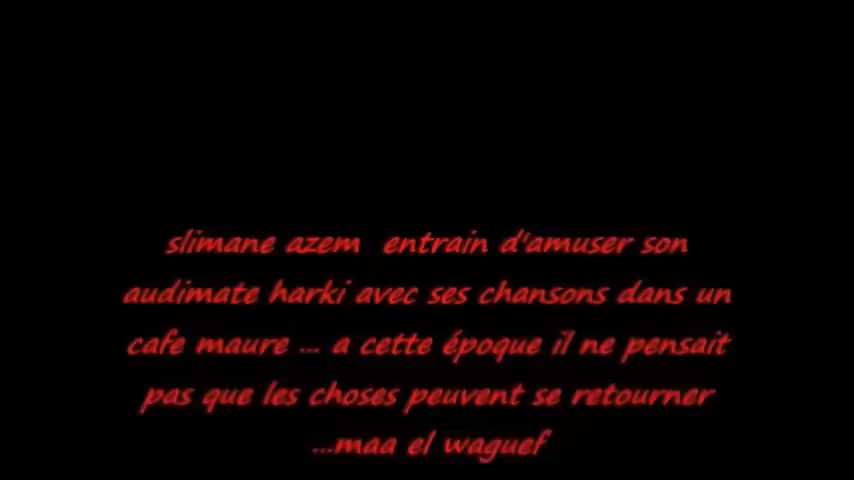 slimane azem entrain d'amuser son
audimate harki avec ses chansons dans un
cafe maure ... a cette époque il ne pensait
pas que les choses peuvent se retourner
...maa el waguef